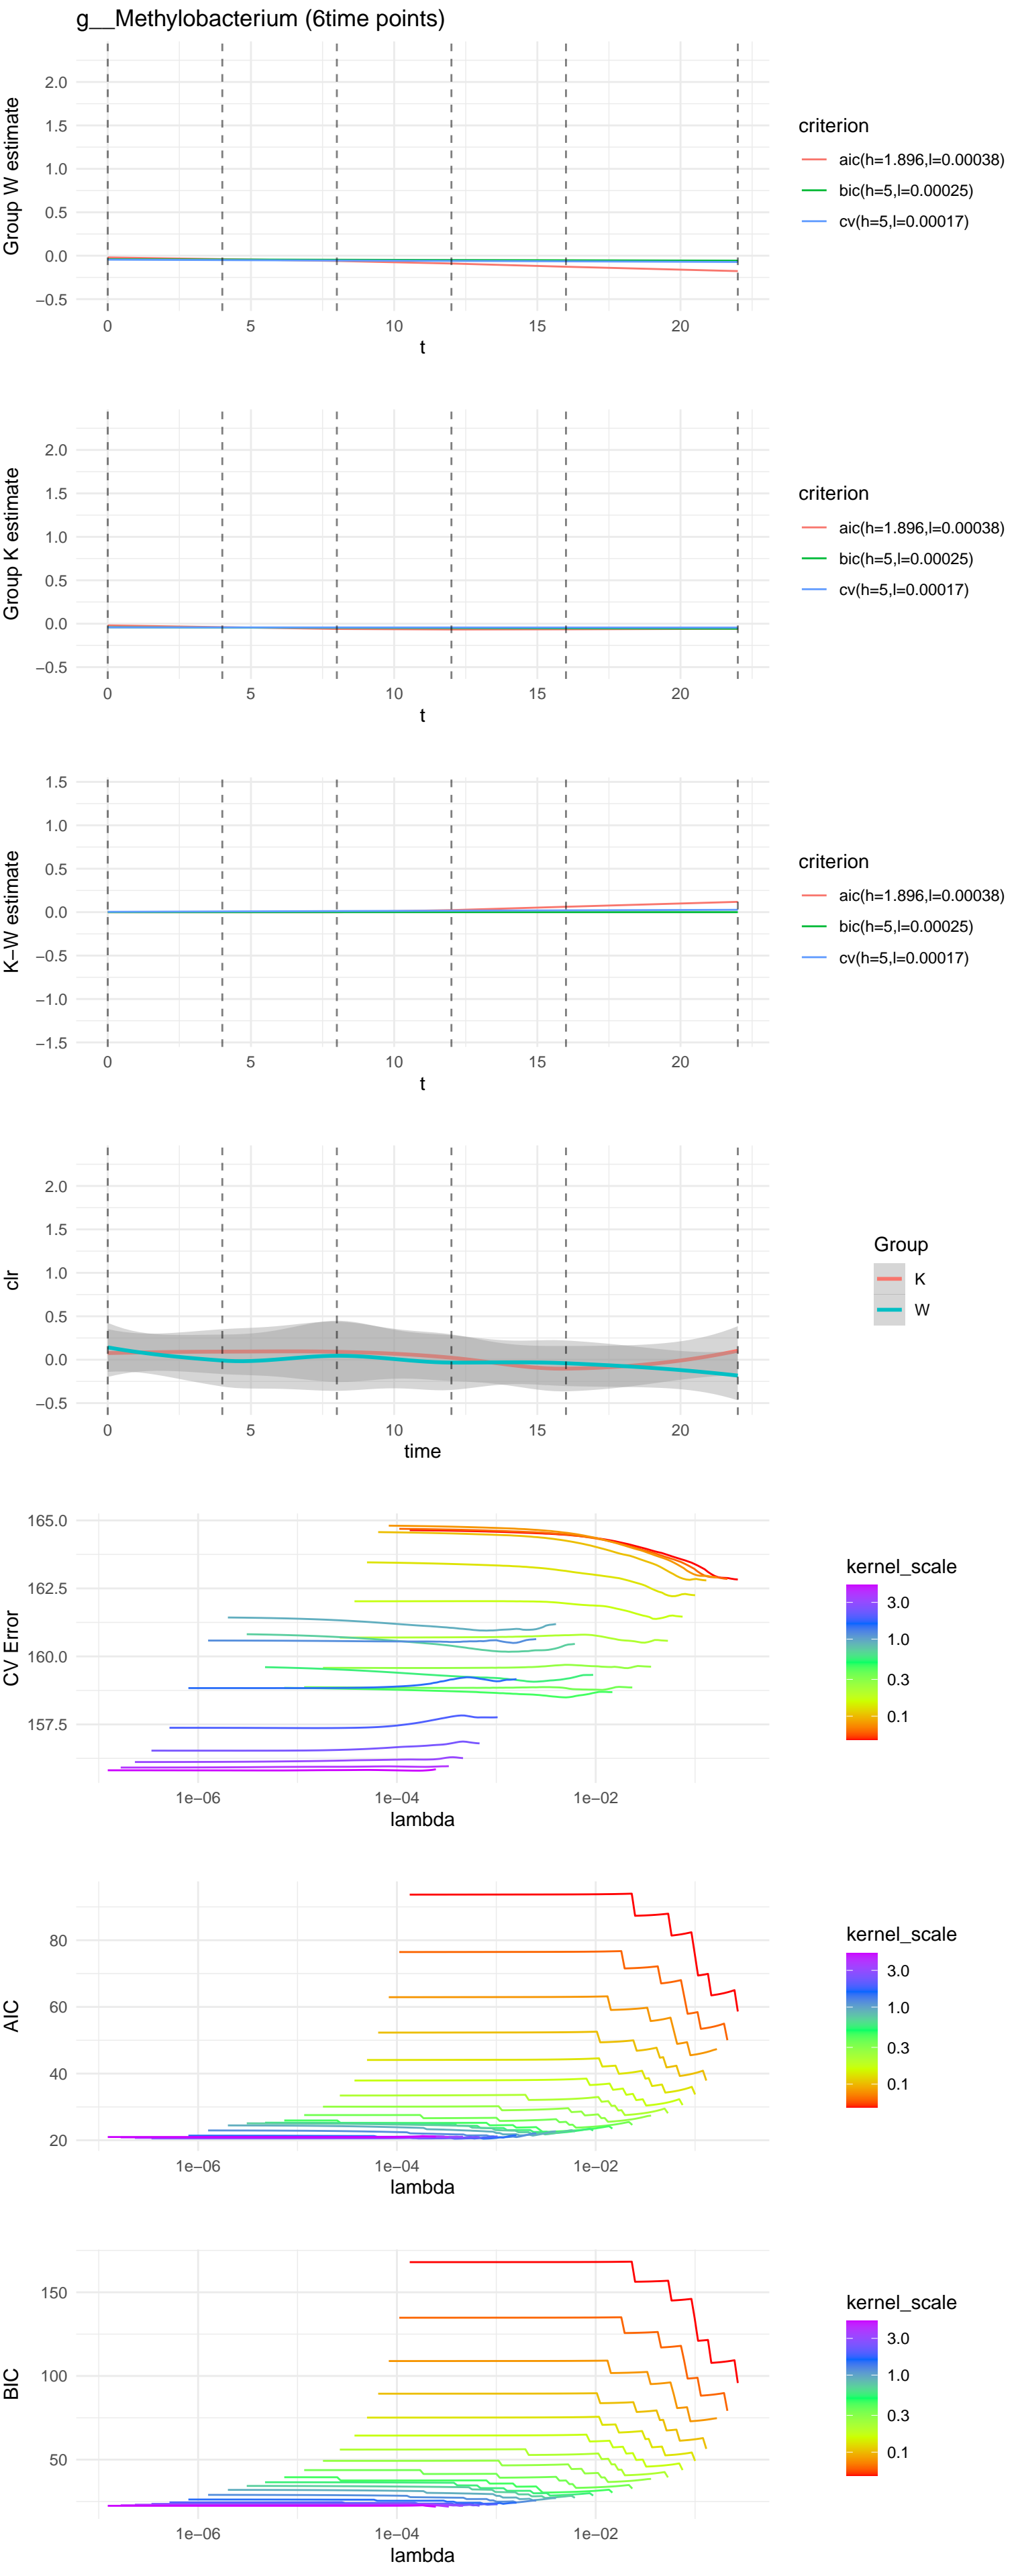 g__Methylobacterium (6time points)
Group W estimate
2.0
1.5
1.0
0.5
0.0
−0.5
0 5 10 15 20
t
criterion
aic(h=1.896,l=0.00038)
bic(h=5,l=0.00025)
cv(h=5,l=0.00017)
Group K estimate
2.0
1.5
1.0
0.5
0.0
−0.5
0 5 10 15 20
t
criterion
aic(h=1.896,l=0.00038)
bic(h=5,l=0.00025)
cv(h=5,l=0.00017)
K−W estimate
1.5
1.0
0.5
0.0
−0.5
−1.0
−1.5
0 5 10 15 20
t
criterion
aic(h=1.896,l=0.00038)
bic(h=5,l=0.00025)
cv(h=5,l=0.00017)
clr
2.0
1.5
1.0
0.5
0.0
−0.5
0 5 10 15 20
time
Group
K
W
CV Error
165.0
162.5
160.0
157.5
1e−06 1e−04 1e−02
lambda
kernel_scale
3.0
1.0
0.3
0.1
AIC
80
60
40
20
1e−06 1e−04 1e−02
lambda
kernel_scale
3.0
1.0
0.3
0.1
BIC
150
100
50
1e−06 1e−04 1e−02
lambda
kernel_scale
3.0
1.0
0.3
0.1